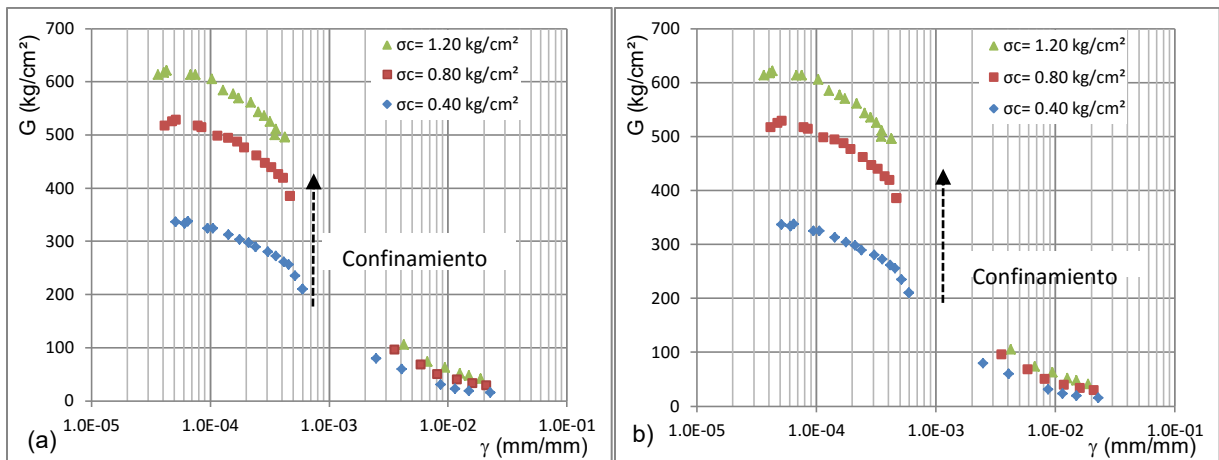 G (kg/cm²)
700
600
500
400
300
200
100
0
σc= 1.20 kg/cm²
σc= 0.80 kg/cm²
σc= 0.40 kg/cm²
Confinamiento
(a)
1.0E-05 1.0E-04 1.0E-03 1.0E-02 1.0E-01
γ (mm/mm)
G (kg/cm²)
700
600
500
400
300
200
100
0
σc= 1.20 kg/cm²
σc= 0.80 kg/cm²
σc= 0.40 kg/cm²
Confinamiento
b)
1.0E-05 1.0E-04 1.0E-03 1.0E-02 1.0E-01
γ (mm/mm)